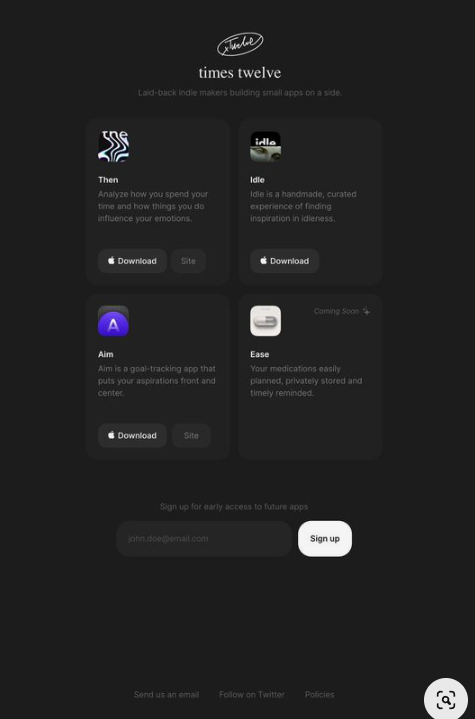 xTwelve
times twelve
Laid-back indie makers building small apps on a side.
Then
Analyze how you spend your
time and how things you do
influence your emotions.
Download
Site
idle
Idle
Idle is a handmade, curated
experience of finding
inspiration in idleness.
Download
Aim
Aim is a goal-tracking app that
puts your aspirations front and
center.
Download
Site
Coming Soon
Ease
Your medications easily
planned, privately stored and
timely reminded.
Sign up for early access to future apps
john.doe@email.com
Sign up
Send us an email
Follow on Twitter
Policies